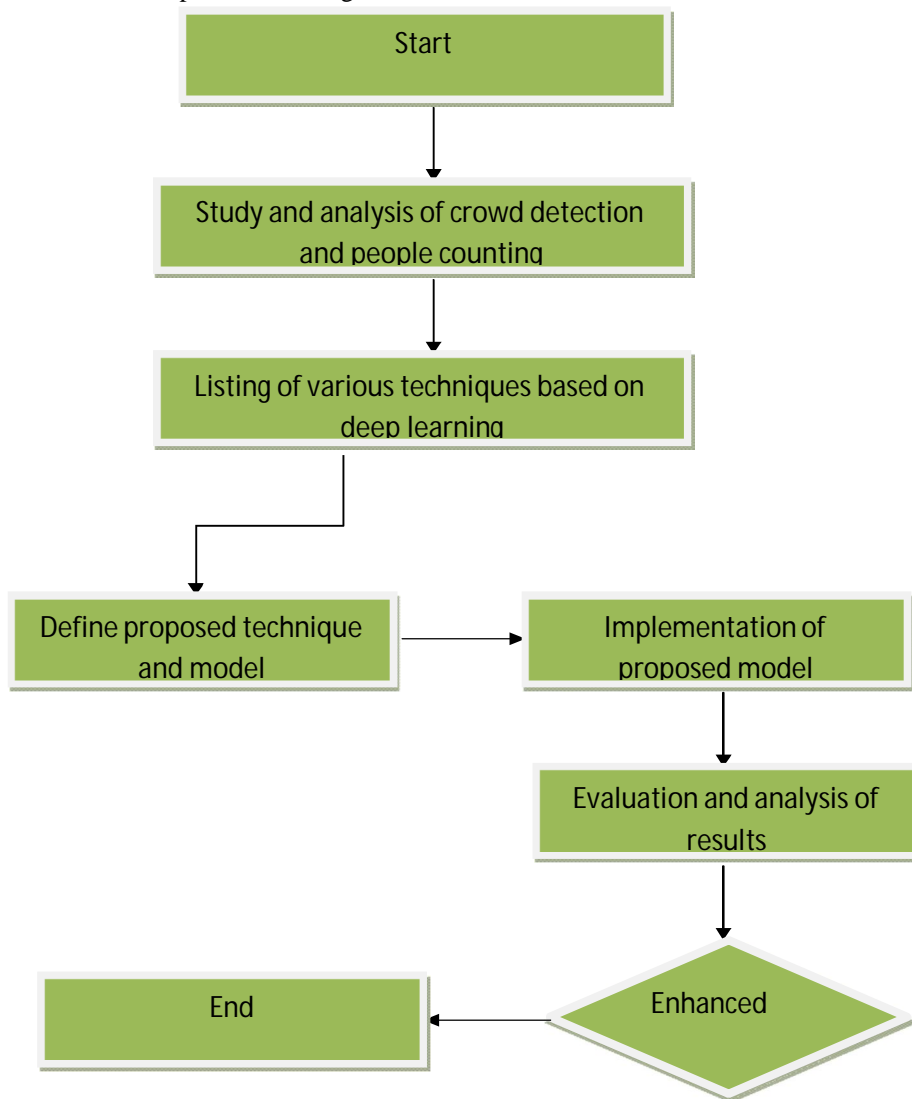 Start
Study and analysis of crowd detection
and people counting
Listing of various techniques based on
deep learning
Define proposed technique
and model
Implementation of
proposed model
Evaluation and analysis of
results
Enhanced
End